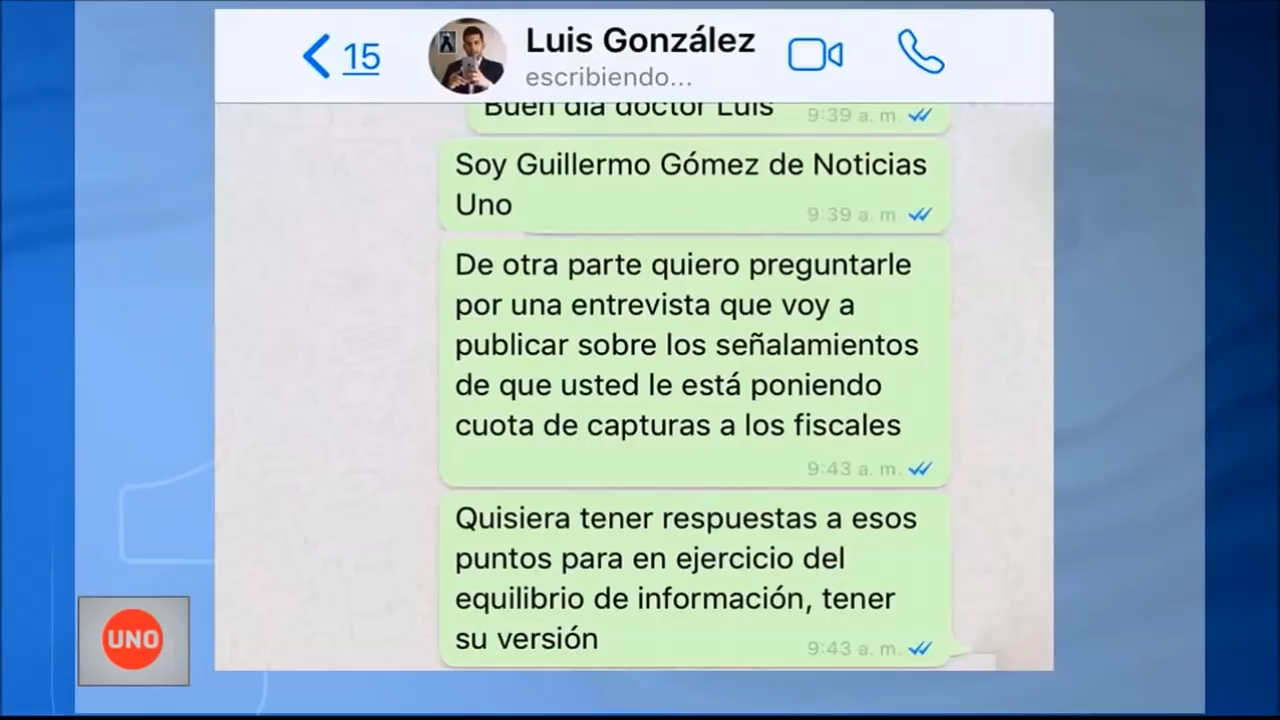 15
Luis González
escribiendo...
Buen día doctor Luis
9:39 a. m.
Soy Guillermo Gómez de Noticias
Uno
9:39 a. m.
De otra parte quiero preguntarle
por una entrevista que voy a
publicar sobre los señalamientos
de que usted le está poniendo
cuota de capturas a los fiscales
9:43 a. m.
Quisiera tener respuestas a esos
puntos para en ejercicio del
equilibrio de información, tener
su versión
9:43 a. m.
UNO